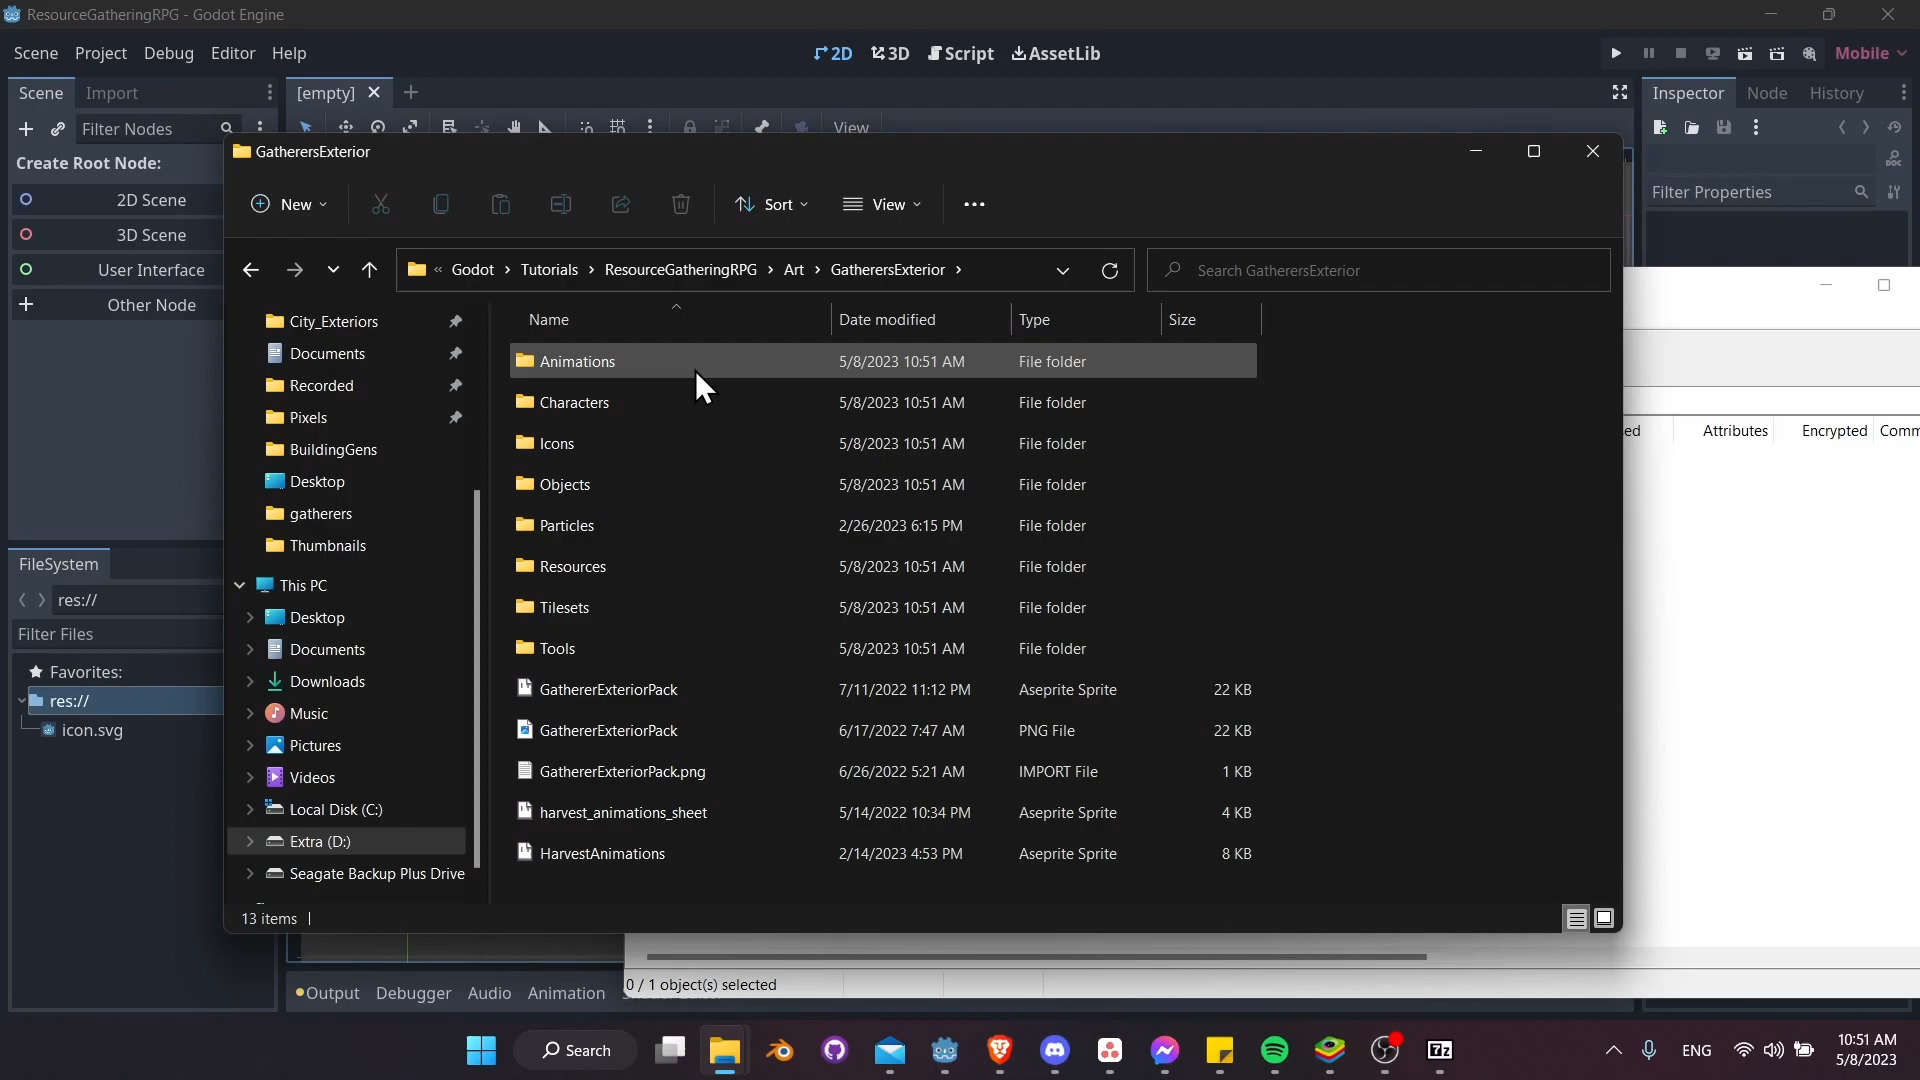 ResourceGatheringRPG - Godot Engine
Scene Project Debug Editor Help
2D 3D Script AssetLib
Mobile
Scene Import
[empty]
Inspector Node History
Filter Nodes
View
Create Root Node:
GatherersExterior
2D Scene
3D Scene
User Interface
Other Node
Filter Properties
New Sort View
« Godot Tutorials ResourceGatheringRPG Art GatherersExterior
Search GatherersExterior
City_Exteriors
Documents
Recorded
Pixels
BuildingGens
Desktop
gatherers
Thumbnails
This PC
Desktop
Documents
Downloads
Music
Pictures
Videos
Local Disk (C:)
Extra (D:)
Seagate Backup Plus Drive
Name Date modified Type Size
Animations 5/8/2023 10:51 AM File folder
Characters 5/8/2023 10:51 AM File folder
Icons 5/8/2023 10:51 AM File folder
Objects 5/8/2023 10:51 AM File folder
Particles 2/26/2023 6:15 PM File folder
Resources 5/8/2023 10:51 AM File folder
Tilesets 5/8/2023 10:51 AM File folder
Tools 5/8/2023 10:51 AM File folder
GathererExteriorPack 7/11/2022 11:12 PM Aseprite Sprite 22 KB
GathererExteriorPack 6/17/2022 7:47 AM PNG File 22 KB
GathererExteriorPack.png 6/26/2022 5:21 AM IMPORT File 1 KB
harvest_animations_sheet 5/14/2022 10:34 PM Aseprite Sprite 4 KB
HarvestAnimations 2/14/2023 4:53 PM Aseprite Sprite 8 KB
13 items
ed Attributes Encrypted Comm
FileSystem
res://
Filter Files
Favorites:
res://
icon.svg
0 / 1 object(s) selected
Output Debugger Audio Animation
Search
7z
ENG
10:51 AM
5/8/2023